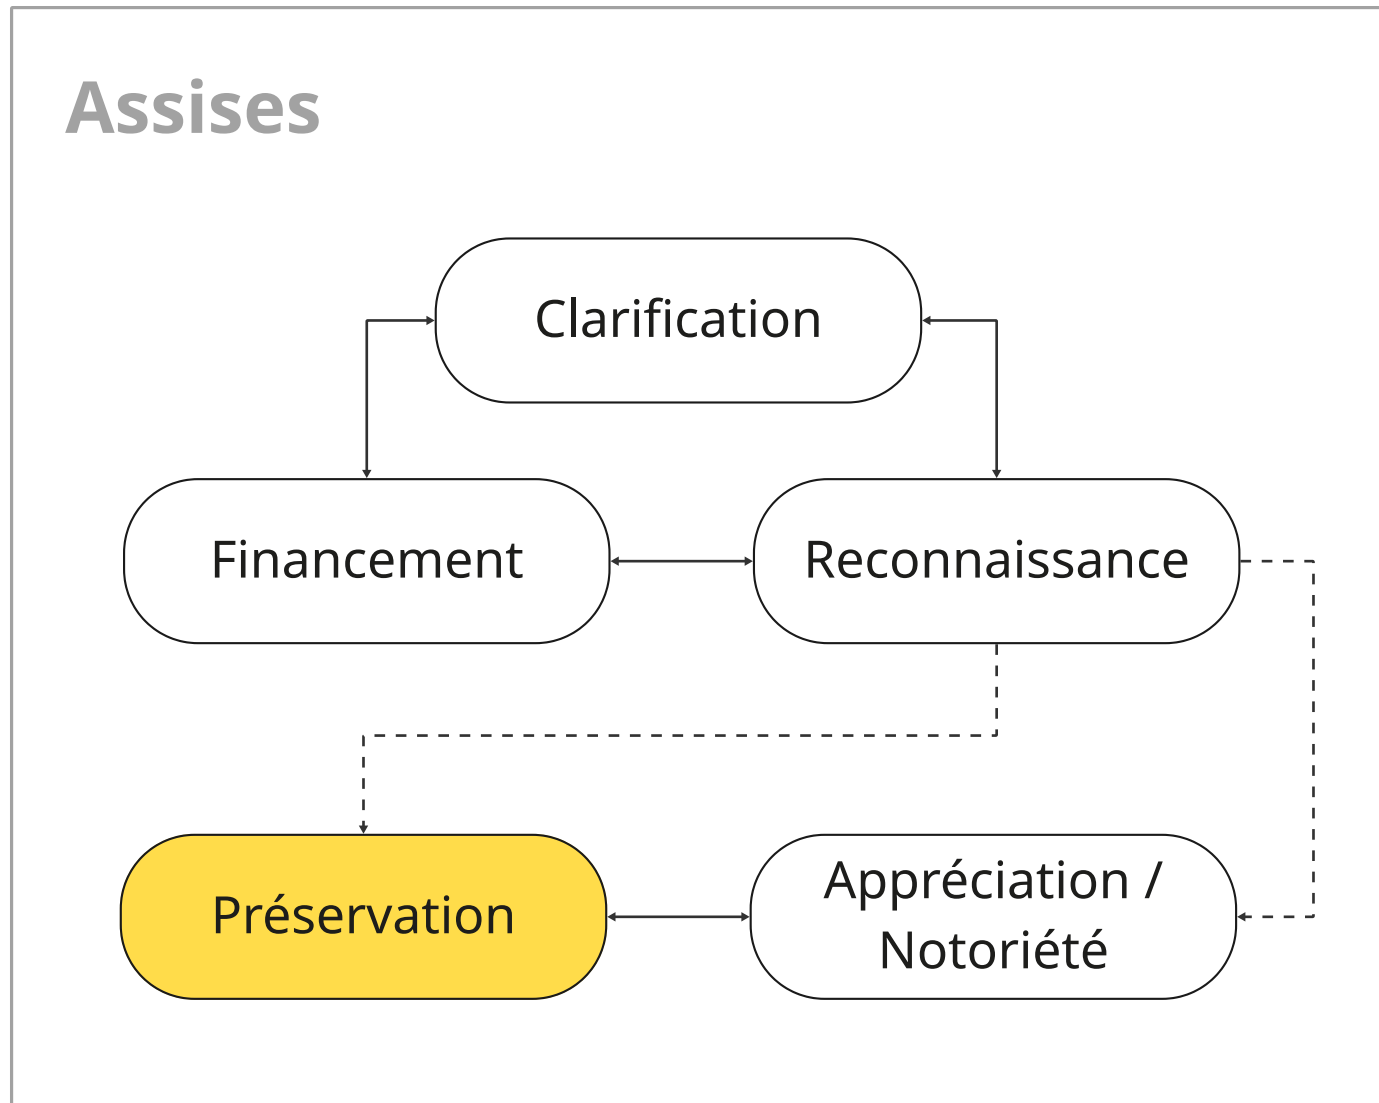 Assises
Clarification
Financement
Reconnaissance
Préservation
Appréciation /
Notoriété